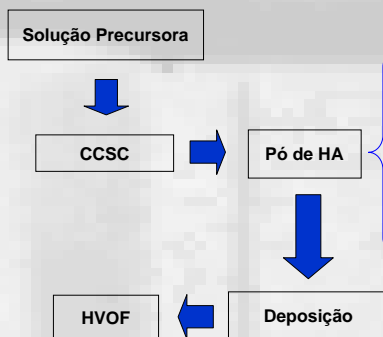 Solução Precursora
CCSC
Pó de HA
HVOF
Deposição